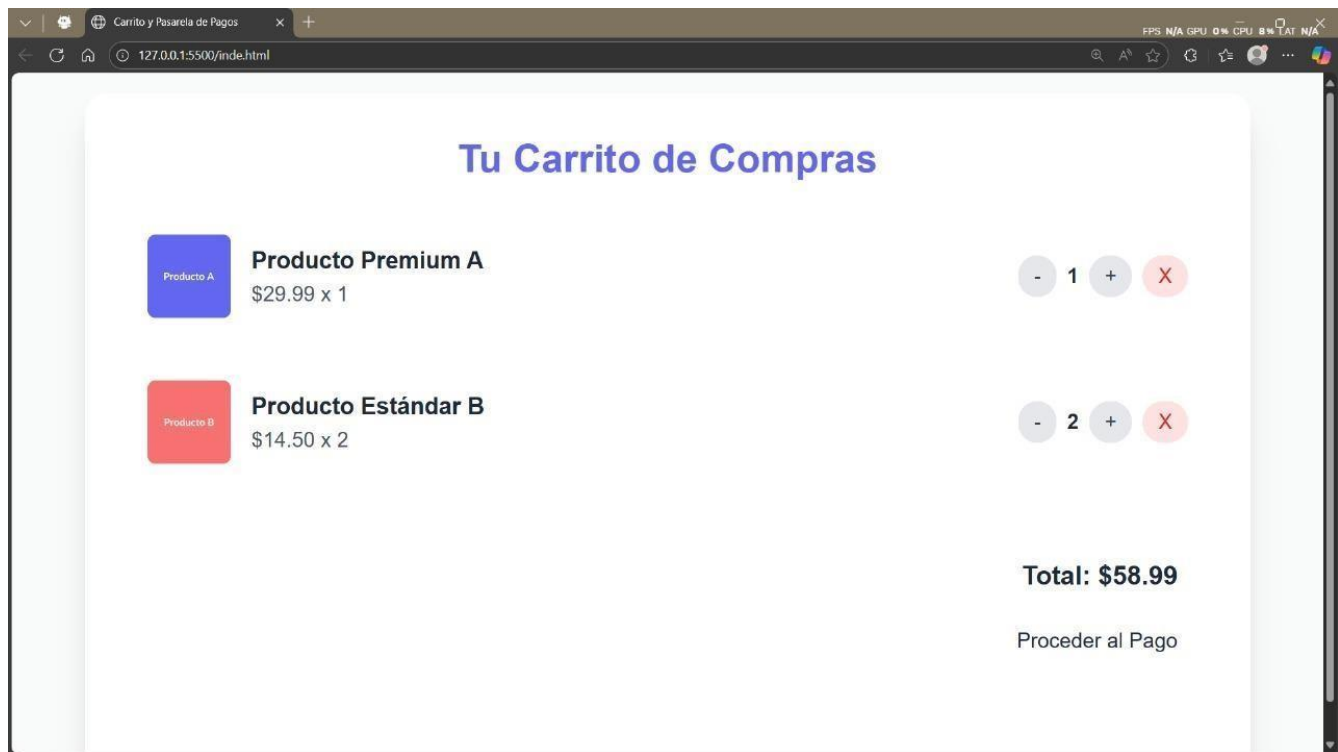 Carrito y Pasarela de Pagos
FPS N/A GPU 0% CPU 8% LAT N/A
127.0.0.1:5500/inde.html
Tu Carrito de Compras
Producto A
Producto Premium A
$29.99 x 1
- 1 + X
Producto B
Producto Estándar B
$14.50 x 2
- 2 + X
Total: $58.99
Proceder al Pago